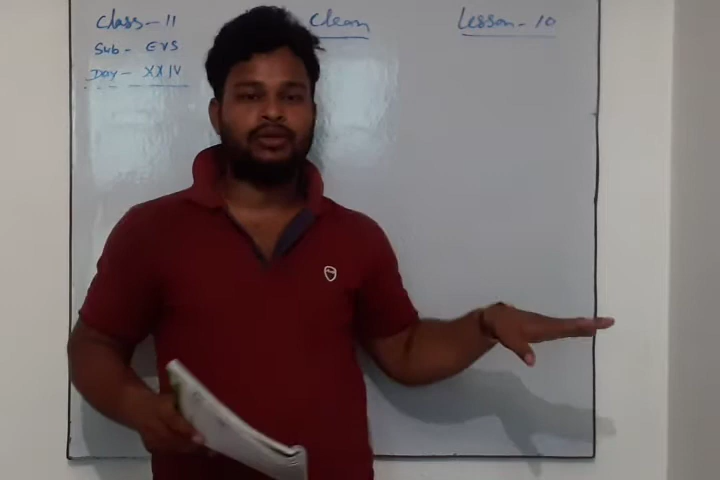 Class - II
Clean
Lesson - 10
Sub - EVS
Day - XXIV